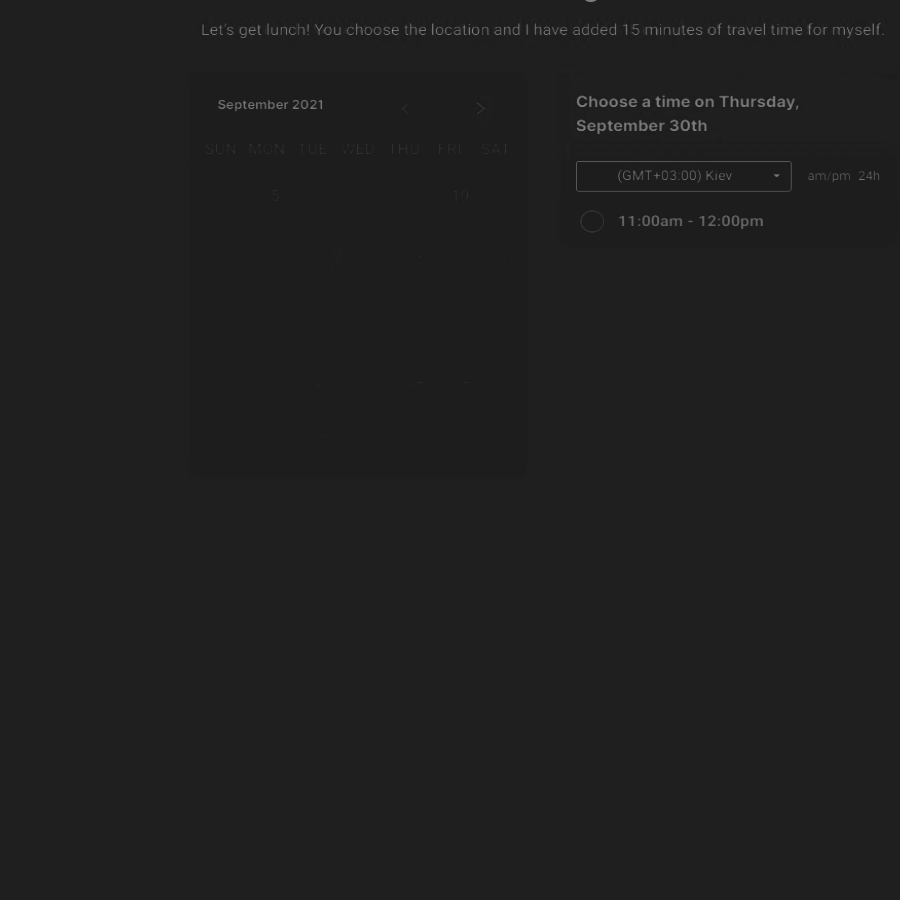 Let's get lunch! You choose the location and I have added 15 minutes of travel time for myself.
September 2021
SUN MON TUE WED THU FRI SAT
Choose a time on Thursday,
September 30th
(GMT+03:00) Kiev
am/pm 24h
11:00am - 12:00pm